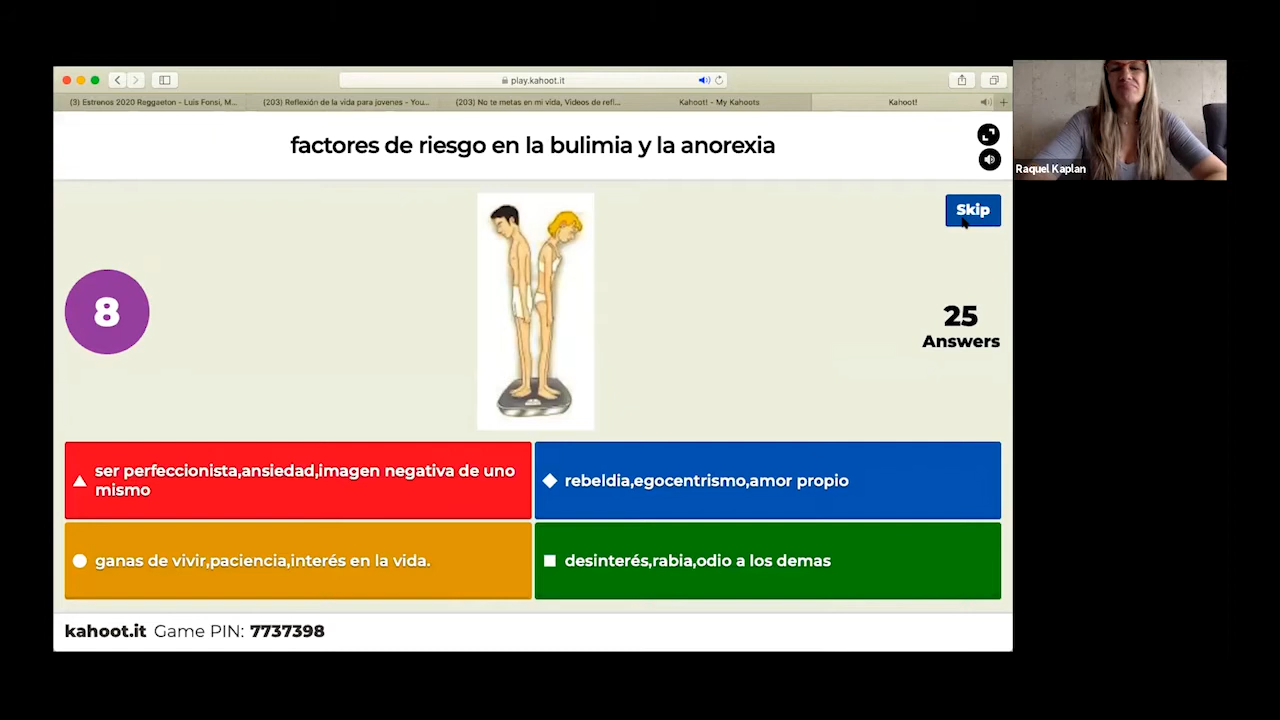 play.kahoot.it
(3) Estrenos 2020 Reggaeton - Luis Fonsi, M...
(203) Reflexión de la vida para jovenes - You...
(203) No te metas en mi vida, Videos de refl...
Kahoot! - My Kahoots
Kahoot!
factores de riesgo en la bulimia y la anorexia
Raquel Kaplan
Skip
8
25
Answers
ser perfeccionista,ansiedad,imagen negativa de uno
mismo
rebeldia,egocentrismo,amor propio
ganas de vivir,paciencia,interés en la vida.
desinterés,rabia,odio a los demas
kahoot.it Game PIN: 7737398